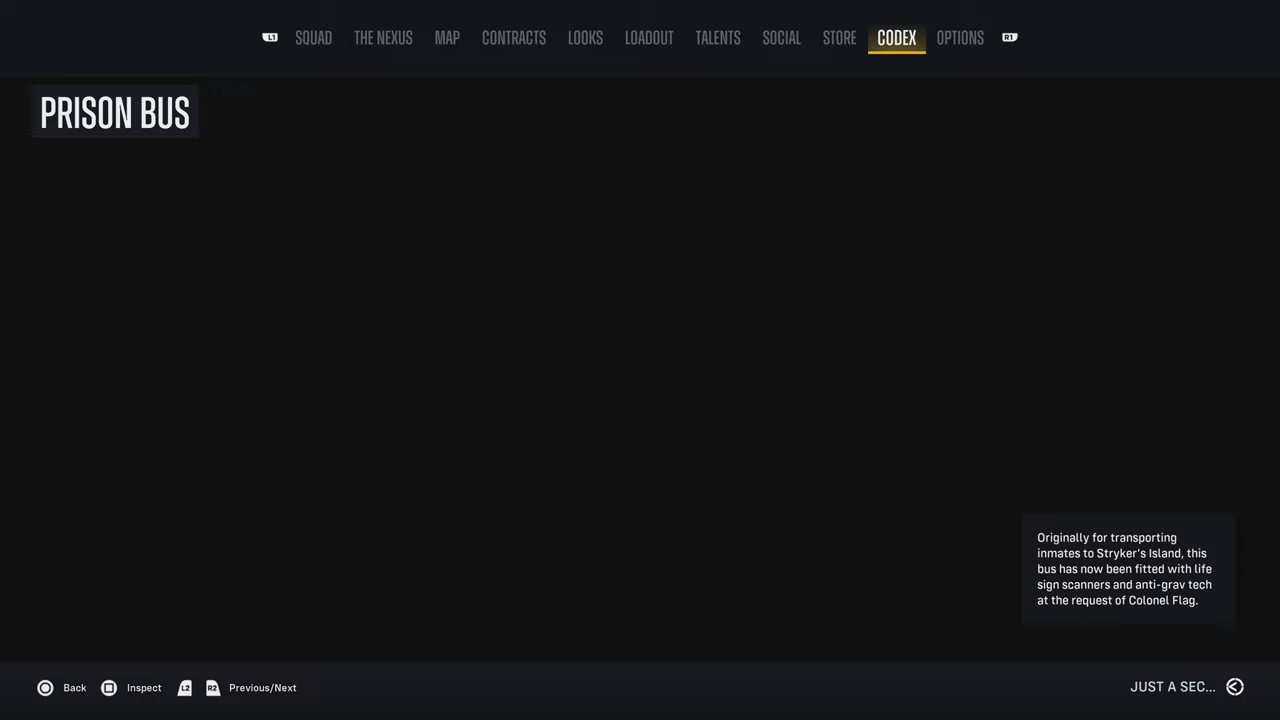 L1 SQUAD THE NEXUS MAP CONTRACTS LOOKS LOADOUT TALENTS SOCIAL STORE CODEX OPTIONS R1
PRISON BUS
Originally for transporting
inmates to Stryker's Island, this
bus has now been fitted with life
sign scanners and anti-grav tech
at the request of Colonel Flag.
Back Inspect L2 R2 Previous/Next JUST A SEC...